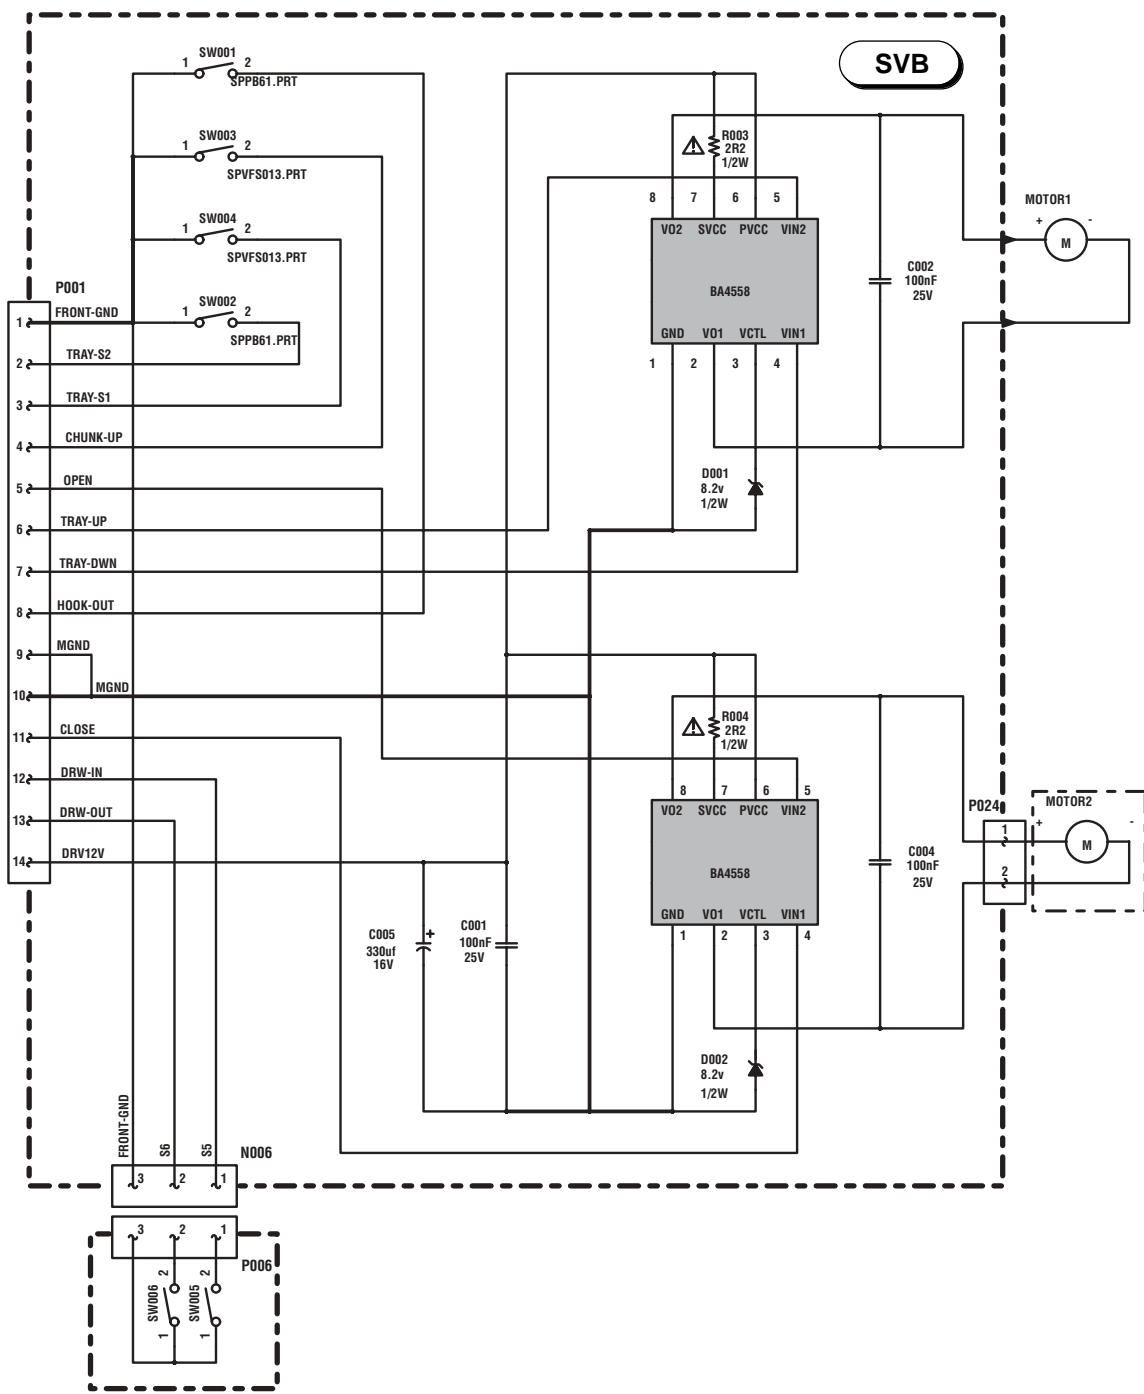 SVB
SW001
1 2
SPPB61.PRT
SW003
1 2
SPVFS013.PRT
SW004
1 2
SPVFS013.PRT
SW002
1 2
SPPB61.PRT
P001
1 FRONT-GND
2 TRAY-S2
3 TRAY-S1
4 CHUNK-UP
5 OPEN
6 TRAY-UP
7 TRAY-DWN
8 HOOK-OUT
9 MGND
10 MGND
11 CLOSE
12 DRW-IN
13 DRW-OUT
14 DRV12V
R003
2R2
1/2W
8 7 6 5
VO2 SVCC PVCC VIN2
BA4558
GND VO1 VCTL VIN1
1 2 3 4
C002
100nF
25V
MOTOR1
+ -
M
D001
8.2v
1/2W
R004
2R2
1/2W
8 7 6 5
VO2 SVCC PVCC VIN2
BA4558
GND VO1 VCTL VIN1
1 2 3 4
C004
100nF
25V
P024
1
2
MOTOR2
+ -
M
C005
330uf
16V
+
C001
100nF
25V
D002
8.2v
1/2W
FRONT-GND
S6
S5
N006
3 2 1
3 2 1
P006
2 2
SW006
SW005
1 1